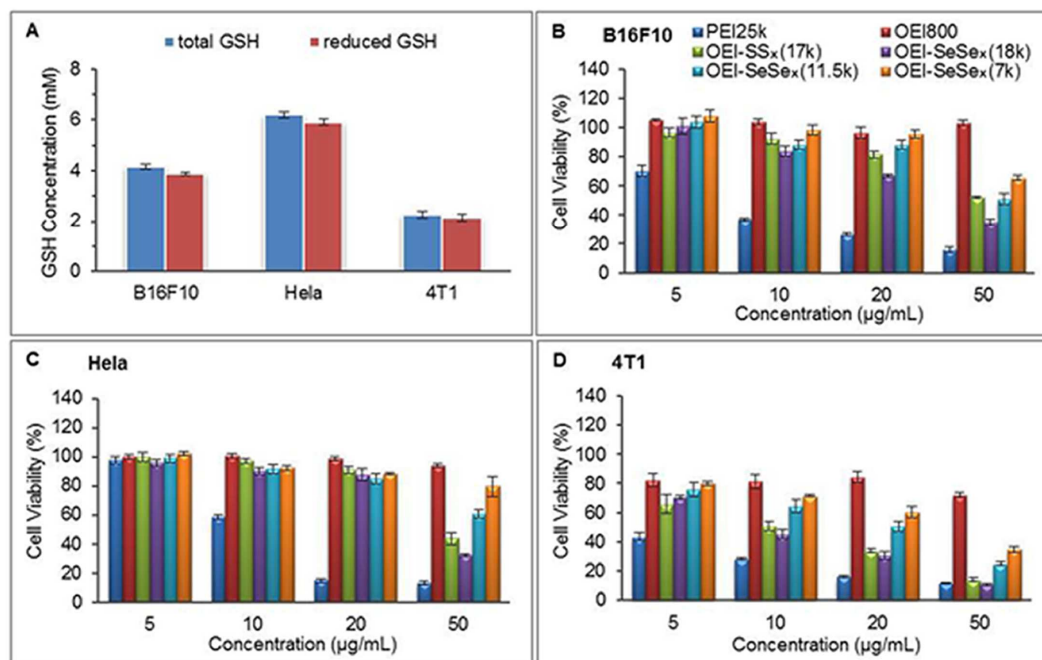 A
total GSH reduced GSH
GSH Concentration (mM)
8
6
4
2
0
B16F10 Hela 4T1
B B16F10
PEI25k OEI800
OEI-SSx(17k) OEI-SeSex(18k)
OEI-SeSex(11.5k) OEI-SeSex(7k)
Cell Viability (%)
140
120
100
80
60
40
20
0
5 10 20 50
Concentration (µg/mL)
C Hela
Cell Viability (%)
140
120
100
80
60
40
20
0
5 10 20 50
Concentration (µg/mL)
D 4T1
Cell Viability (%)
140
120
100
80
60
40
20
0
5 10 20 50
Concentration (µg/mL)